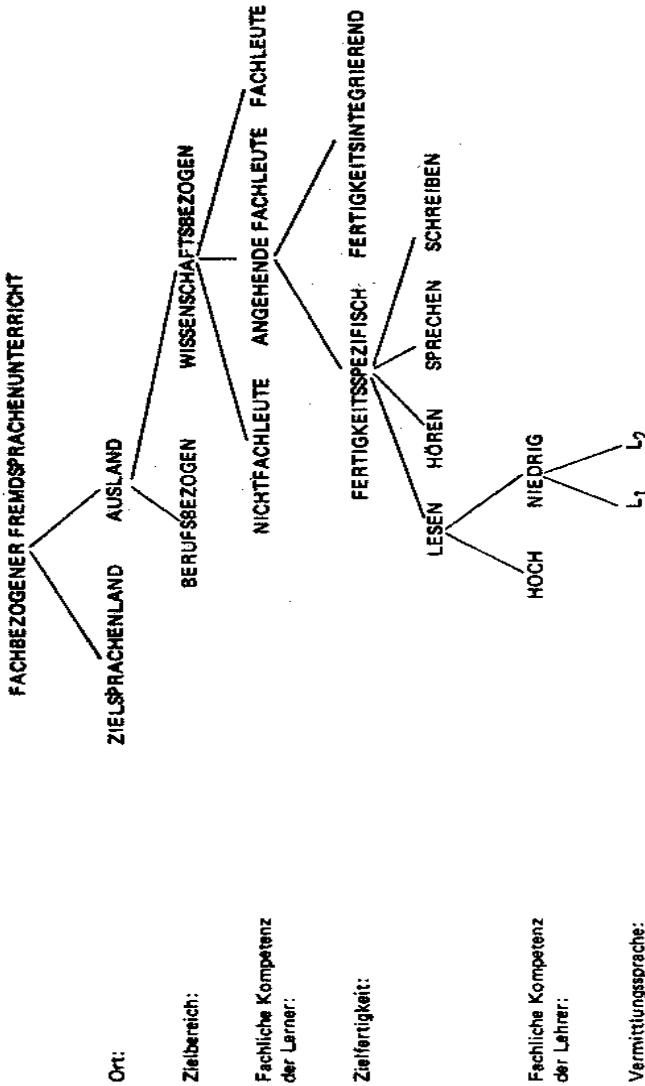 FACHBEZOGENER FREMDSPRACHENUNTERRICHT
Ort: ZIELSPRACHENLAND AUSLAND
Zielbereich: BERUFSBEZOGEN WISSENSCHAFTSBEZOGEN
Fachliche Kompetenz
der Lerner: NICHTFACHLEUTE ANGEHENDE FACHLEUTE FACHLEUTE
Zielfertigkeit: FERTIGKEITSSPEZIFISCH FERTIGKEITSINTEGRIEREND
LESEN HÖREN SPRECHEN SCHREIBEN
Fachliche Kompetenz
der Lehrer: HOCH NIEDRIG
Vermittlungssprache: L1 L2